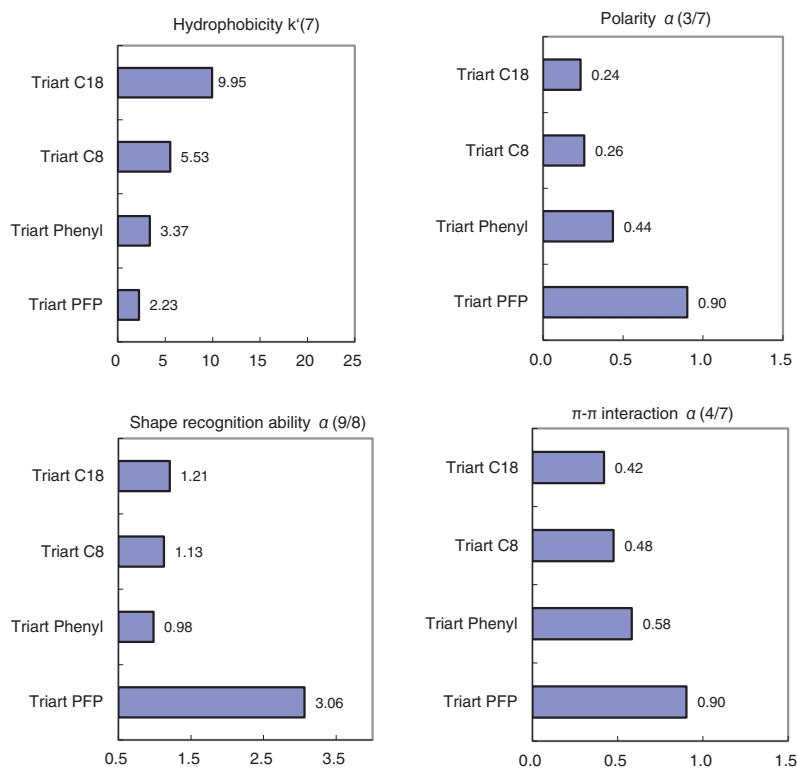 Hydrophobicity k‘(7)
Triart C18
9.95
Triart C8
5.53
Triart Phenyl
3.37
Triart PFP
2.23
0 5 10 15 20 25
Polarity α (3/7)
Triart C18
0.24
Triart C8
0.26
Triart Phenyl
0.44
Triart PFP
0.90
0.0 0.5 1.0 1.5
Shape recognition ability α (9/8)
Triart C18
1.21
Triart C8
1.13
Triart Phenyl
0.98
Triart PFP
3.06
0.5 1.5 2.5 3.5
π-π interaction α (4/7)
Triart C18
0.42
Triart C8
0.48
Triart Phenyl
0.58
Triart PFP
0.90
0.0 0.5 1.0 1.5